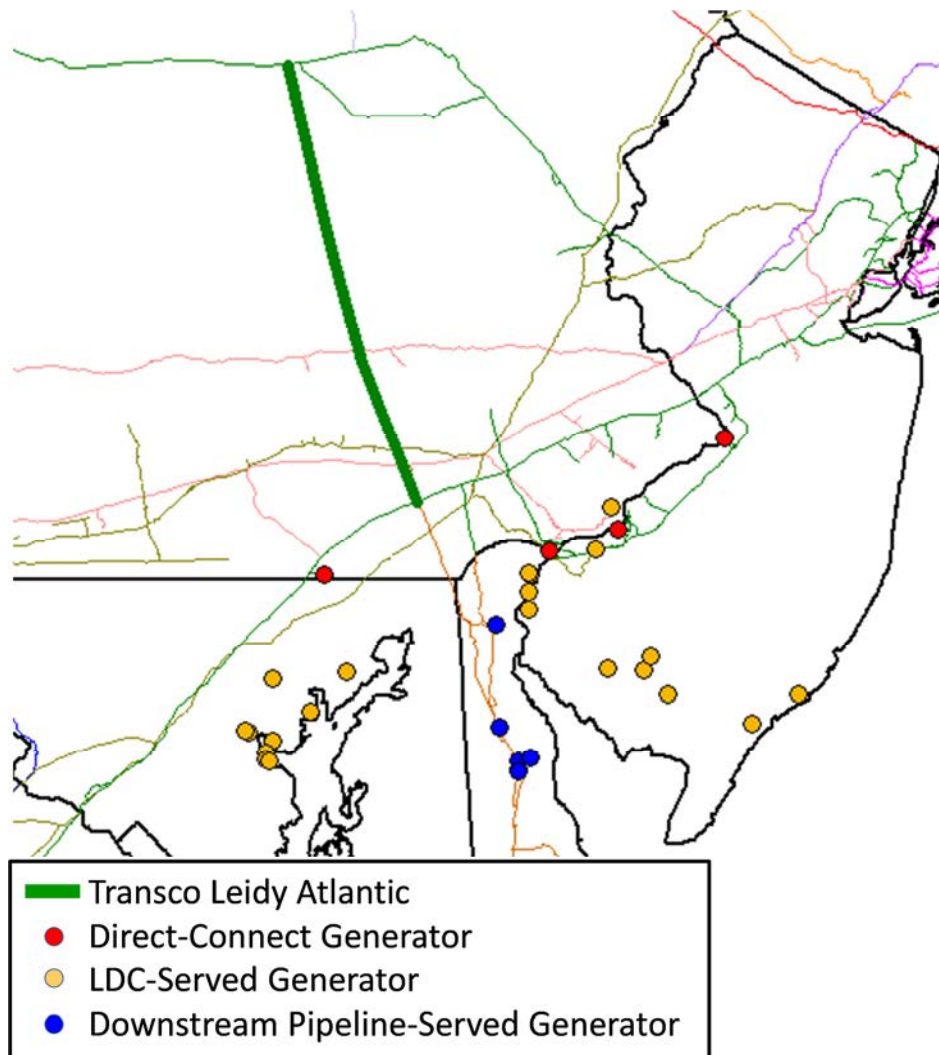 Transco Leidy Atlantic
Direct-Connect Generator
LDC-Served Generator
Downstream Pipeline-Served Generator